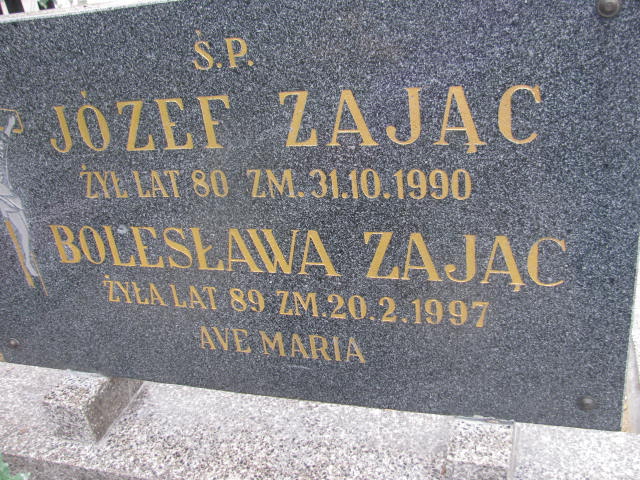 Ś.P.
JÓZEF ZAJĄC
ŻYŁ LAT 80 ZM. 31.10.1990
BOLESŁAWA ZAJĄC
ŻYŁA LAT 89 ZM. 20.2.1997
AVE MARIA